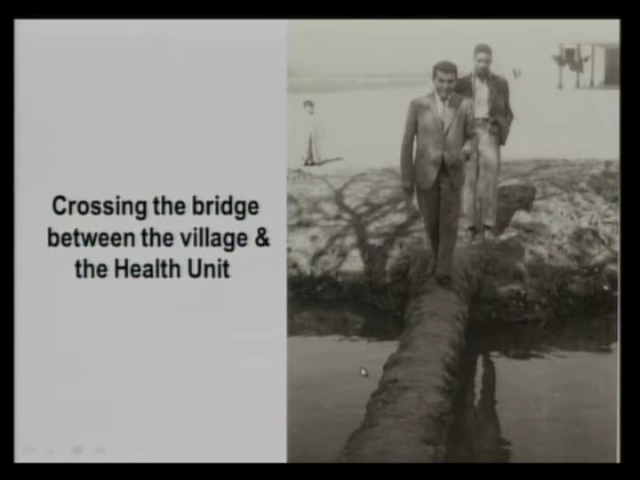 Crossing the bridge
between the village &
the Health Unit